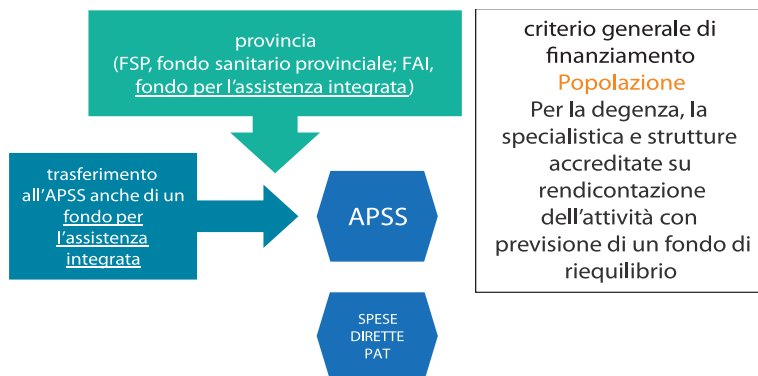 provincia
(FSP, fondo sanitario provinciale; FAI,
fondo per l’assistenza integrata)
trasferimento
all’APSS anche di un
fondo per
l’assistenza
integrata
APSS
SPESE
DIRETTE
PAT
criterio generale di
finanziamento
Popolazione
Per la degenza, la
specialistica e strutture
accreditate su
rendicontazione
dell’attività con
previsione di un fondo di
riequilibrio